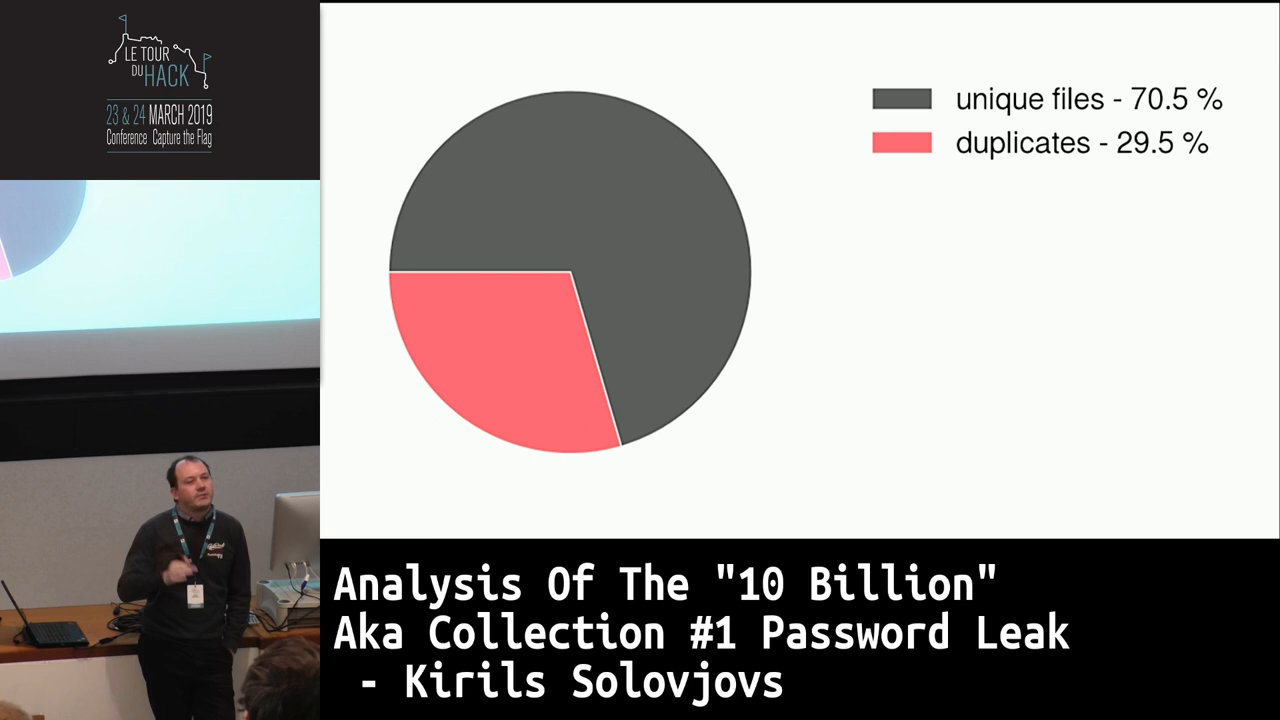 LE TOUR
DU HACK
23 & 24 MARCH 2019
Conference Capture the Flag
unique files - 70.5 %
duplicates - 29.5 %
Analysis Of The "10 Billion"
Aka Collection #1 Password Leak
- Kirils Solovjovs